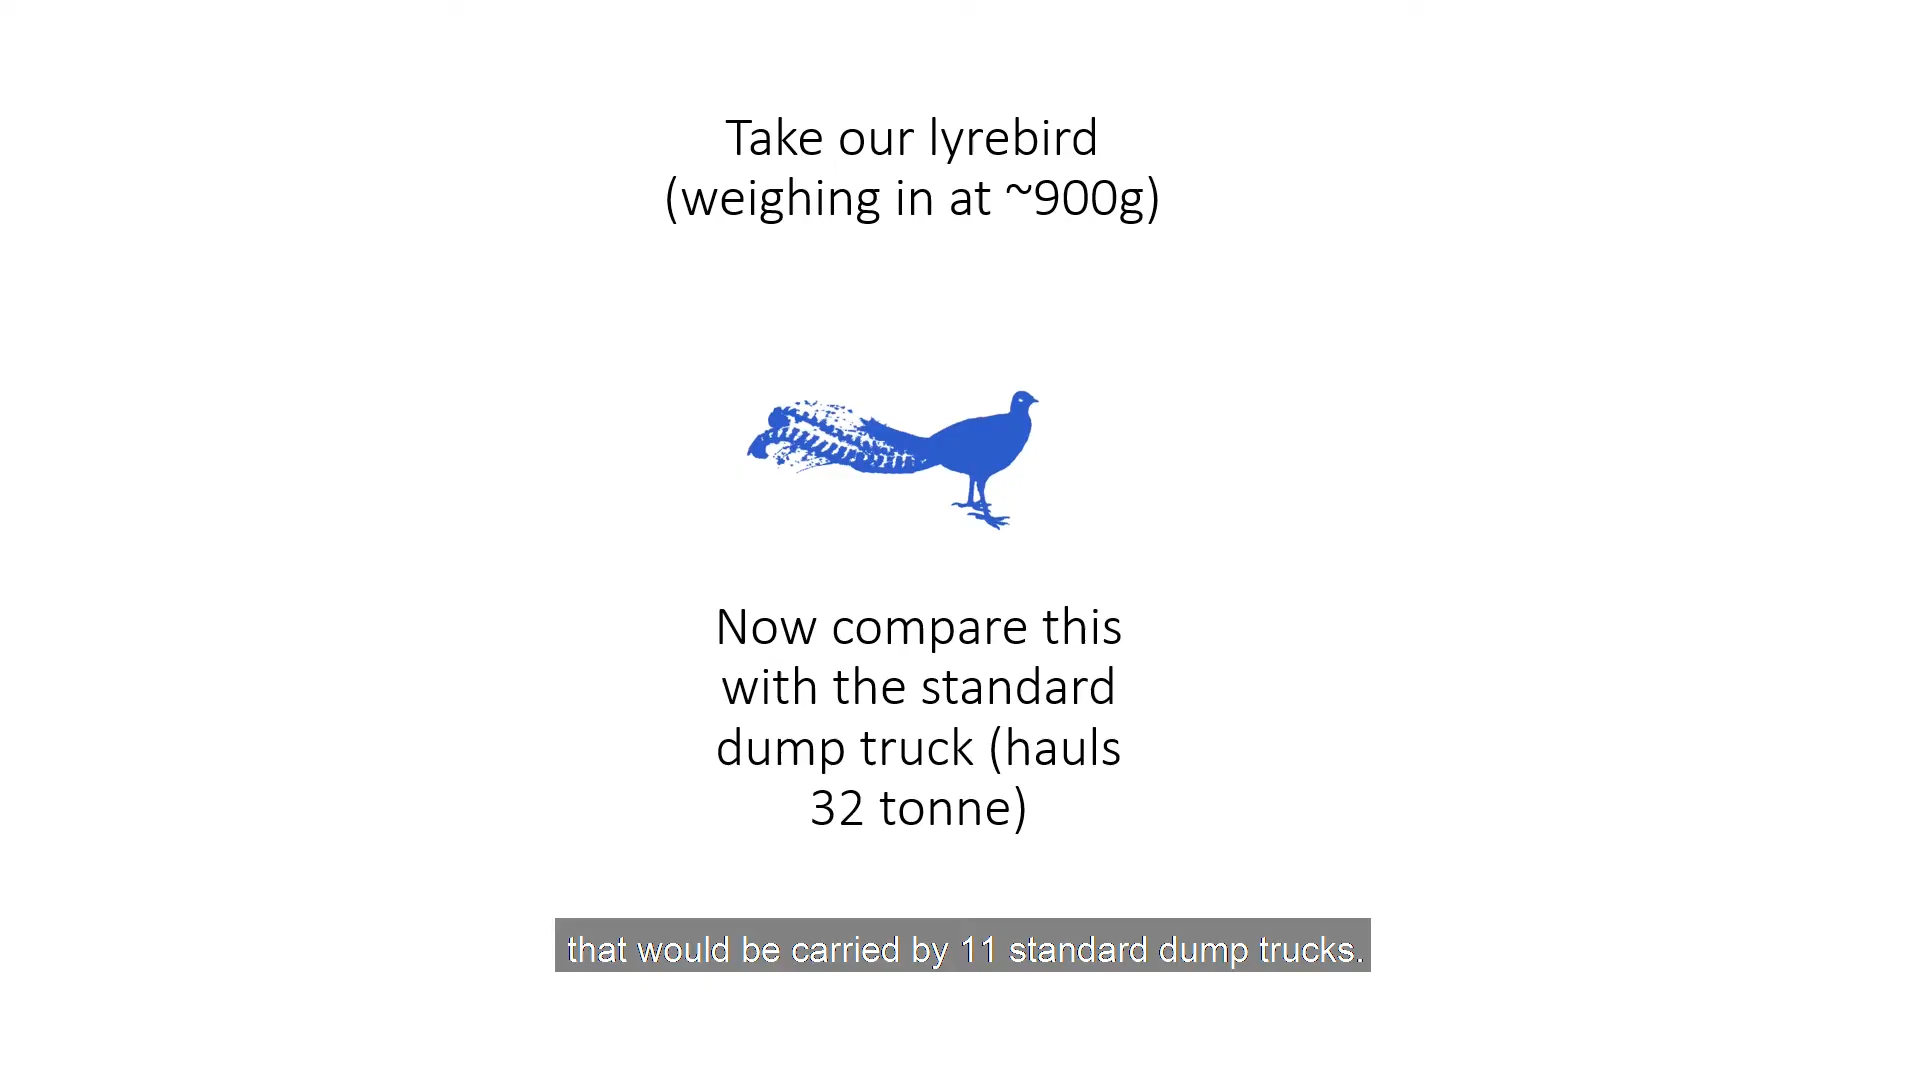 Take our lyrebird
(weighing in at ~900g)
Now compare this
with the standard
dump truck (hauls
32 tonne)
that would be carried by 11 standard dump trucks.